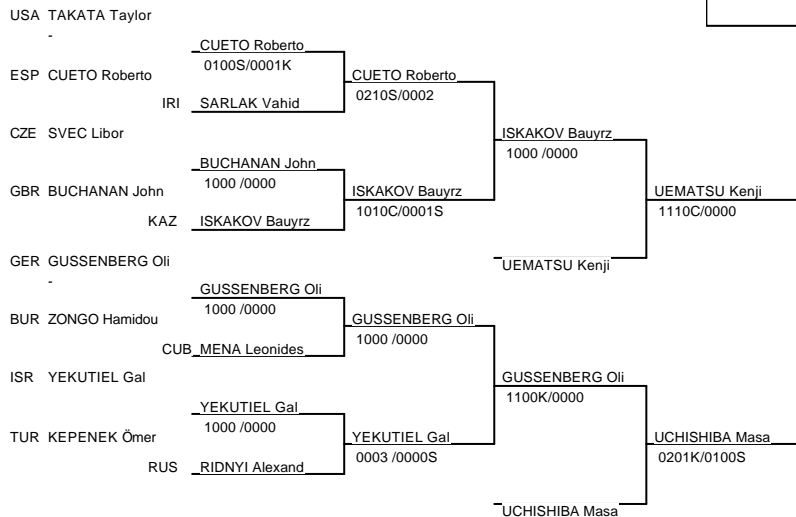 USA TAKATA Taylor
-
CUETO Roberto
0100S/0001K
ESP CUETO Roberto
CUETO Roberto
0210S/0002
IRI SARLAK Vahid
CZE SVEC Libor
ISKAKOV Bauyrz
1000 /0000
BUCHANAN John
1000 /0000
GBR BUCHANAN John
ISKAKOV Bauyrz
1010C/0001S
UEMATSU Kenji
1110C/0000
KAZ ISKAKOV Bauyrz
GER GUSSENBERG Oli
-
UEMATSU Kenji
GUSSENBERG Oli
1000 /0000
BUR ZONGO Hamidou
GUSSENBERG Oli
1000 /0000
CUB MENA Leonides
ISR YEKUTIEL Gal
GUSSENBERG Oli
1100K/0000
YEKUTIEL Gal
1000 /0000
TUR KEPENEK Ömer
YEKUTIEL Gal
0003 /0000S
UCHISHIBA Masa
0201K/0100S
RUS RIDNYI Alexand
UCHISHIBA Masa